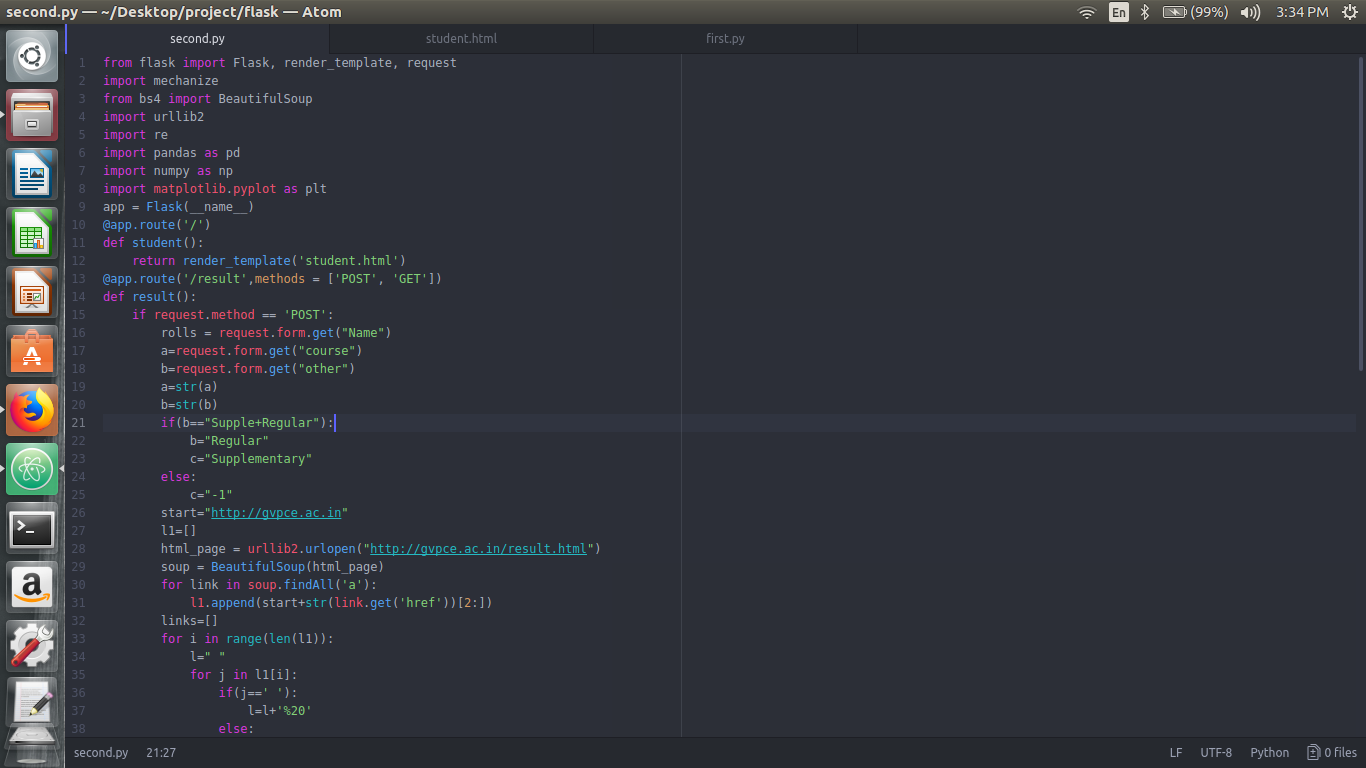 second.py — ~/Desktop/project/flask — Atom
En (99%) 3:34 PM
second.py student.html first.py
1 from flask import Flask, render_template, request
2 import mechanize
3 from bs4 import BeautifulSoup
4 import urllib2
5 import re
6 import pandas as pd
7 import numpy as np
8 import matplotlib.pyplot as plt
9 app = Flask(__name__)
10 @app.route('/')
11 def student():
12     return render_template('student.html')
13 @app.route('/result',methods = ['POST', 'GET'])
14 def result():
15     if request.method == 'POST':
16         rolls = request.form.get("Name")
17         a=request.form.get("course")
18         b=request.form.get("other")
19         a=str(a)
20         b=str(b)
21         if(b=="Supple+Regular"):
22             b="Regular"
23             c="Supplementary"
24         else:
25             c="-1"
26         start="http://gvpce.ac.in"
27         l1=[]
28         html_page = urllib2.urlopen("http://gvpce.ac.in/result.html")
29         soup = BeautifulSoup(html_page)
30         for link in soup.findAll('a'):
31             l1.append(start+str(link.get('href'))[2:])
32         links=[]
33         for i in range(len(l1)):
34             l=" "
35             for j in l1[i]:
36                 if(j==' '):
37                     l=l+'%20'
38                 else:
second.py 21:27 LF UTF-8 Python 0 files